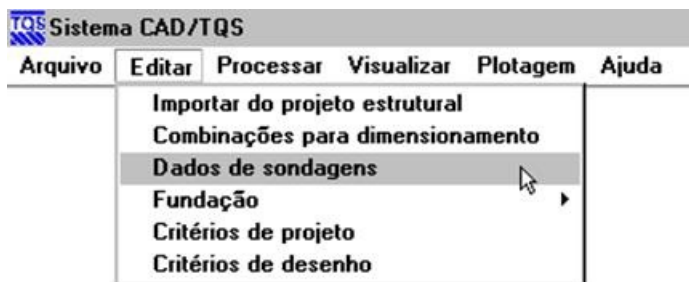 TQS Sistema CAD/TQS
Arquivo Editar Processar Visualizar Plotagem Ajuda
Importar do projeto estrutural
Combinações para dimensionamento
Dados de sondagens
Fundação
Critérios de projeto
Critérios de desenho